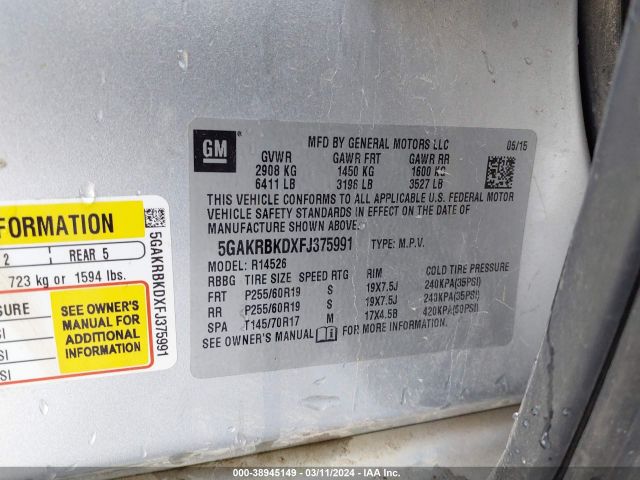 GM
MFD BY GENERAL MOTORS LLC 05/15
GVWR GAWR FRT GAWR RR
2908 KG 1450 KG 1600 KG
6411 LB 3196 LB 3527 LB
THIS VEHICLE CONFORMS TO ALL APPLICABLE U.S. FEDERAL MOTOR
VEHICLE SAFETY STANDARDS IN EFFECT ON THE DATE OF
MANUFACTURE SHOWN ABOVE.
5GAKRBKDXFJ375991 TYPE: M.P.V.
MODEL: R14526
RBBG TIRE SIZE SPEED RTG RIM COLD TIRE PRESSURE
FRT P255/60R19 S 19X7.5J 240KPA(35PSI)
RR P255/60R19 S 19X7.5J 240KPA(35PSI)
SPA T145/70R17 M 17X4.5B 420KPA(60PSI)
SEE OWNER'S MANUAL FOR MORE INFORMATION.
FORMATION
2 REAR 5
723 kg or 1594 lbs.
SEE OWNER'S
MANUAL FOR
ADDITIONAL
INFORMATION
SI
SI
SI
5GAKRBKDXFJ375991
000-38945149 - 03/11/2024 - IAA Inc.